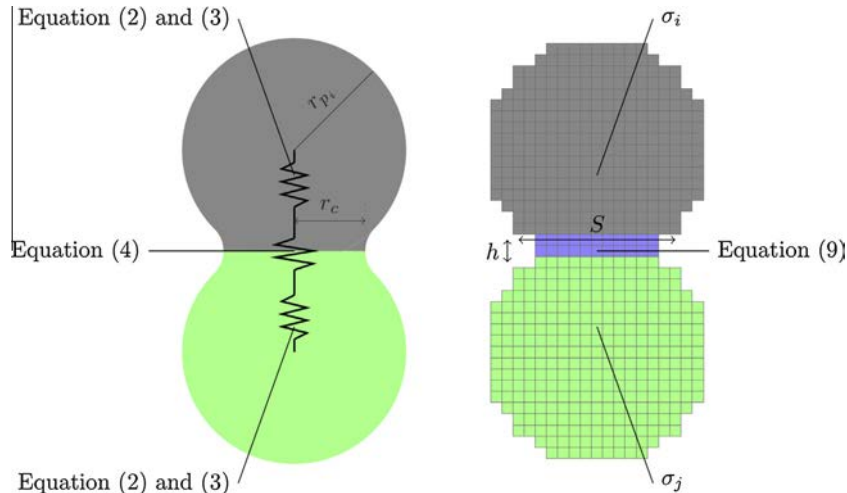 Equation (2) and (3)
σ_i
r_{p_i}
r_c
S
Equation (4)
h
Equation (9)
Equation (2) and (3)
σ_j